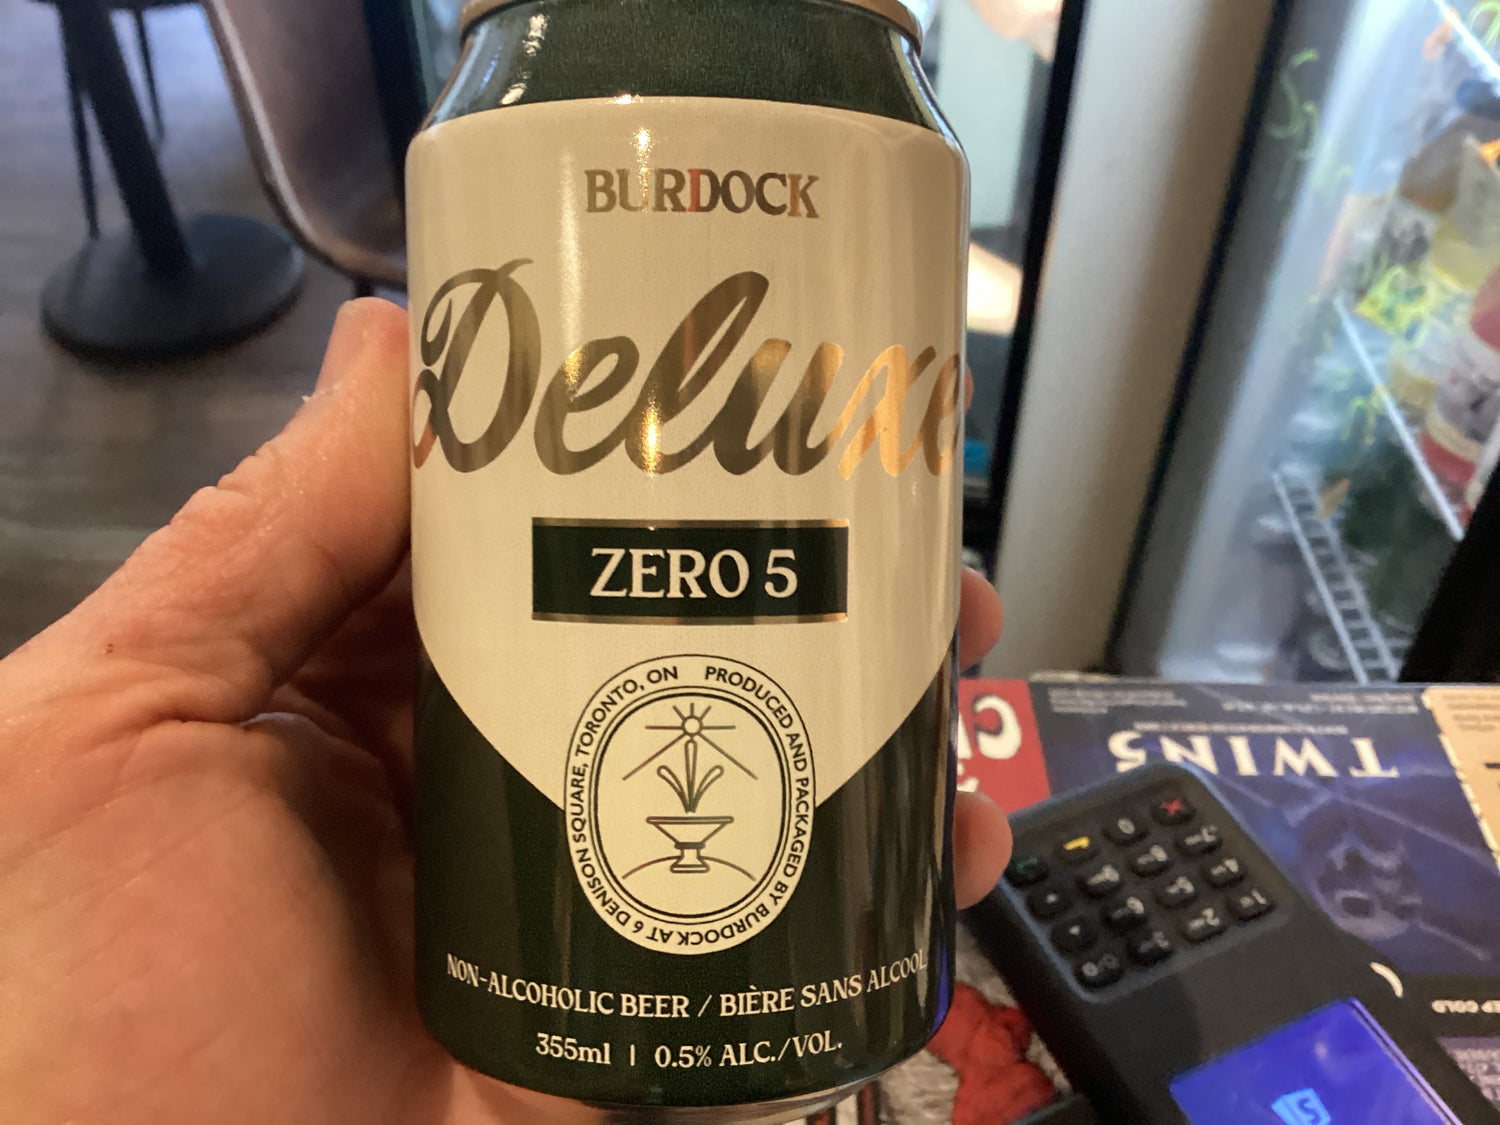 BURDOCK
Deluxe
ZERO 5
PRODUCED AND PACKAGED BY BURDOCK AT 6 DENISON SQUARE, TORONTO, ON
NON-ALCOHOLIC BEER / BIÈRE SANS ALCOOL
355ml | 0.5% ALC./VOL.
TWINS